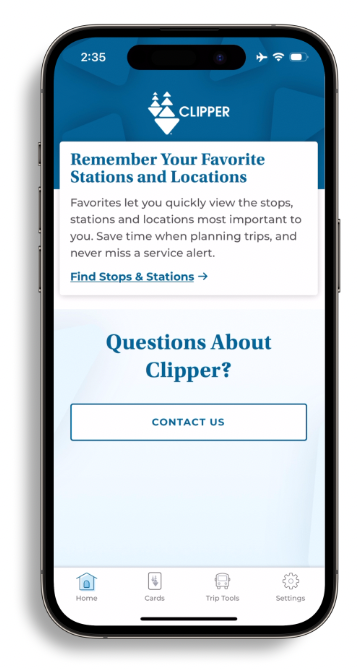 2:35
CLIPPER
Remember Your Favorite
Stations and Locations
Favorites let you quickly view the stops,
stations and locations most important to
you. Save time when planning trips, and
never miss a service alert.
Find Stops & Stations →
Questions About
Clipper?
CONTACT US
Home Cards Trip Tools Settings